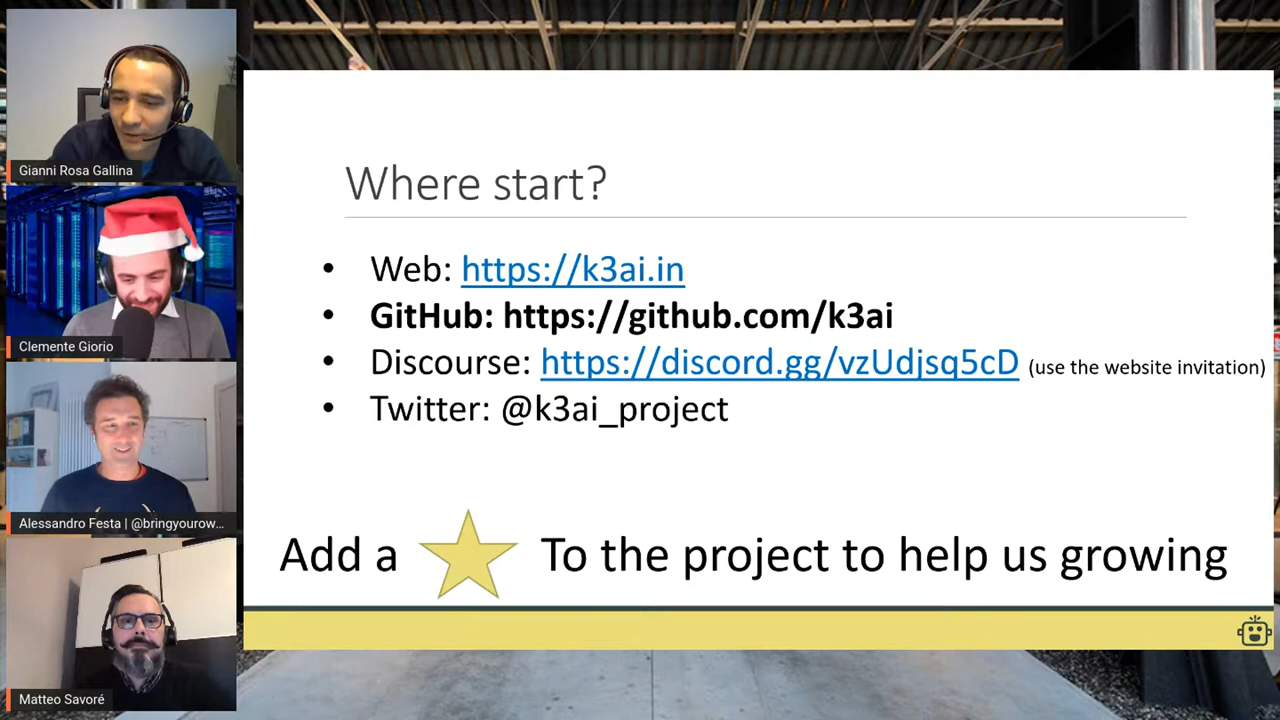 Gianni Rosa Gallina
Clemente Giorio
Alessandro Festa | @bringyourow...
Matteo Savoré
Where start?
• Web: https://k3ai.in
• GitHub: https://github.com/k3ai
• Discourse: https://discord.gg/vzUdjsq5cD (use the website invitation)
• Twitter: @k3ai_project
Add a To the project to help us growing